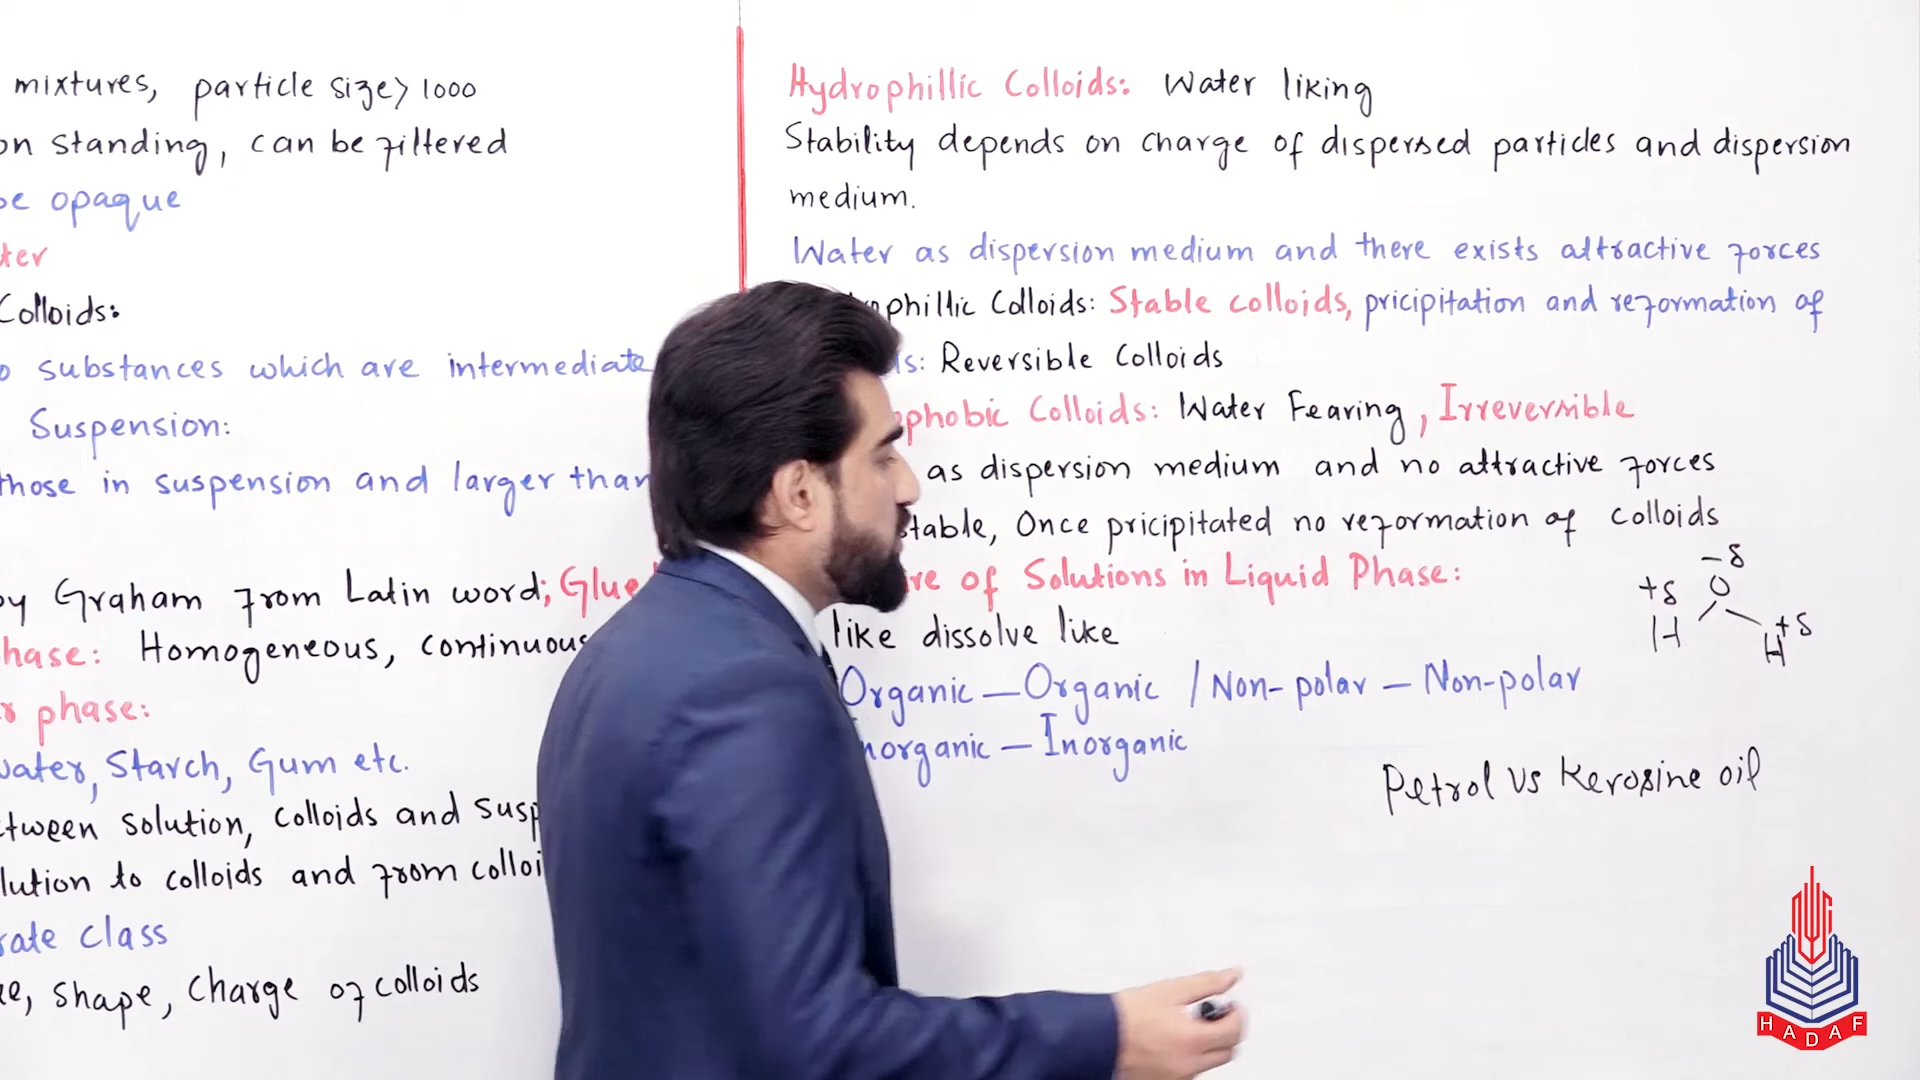 mixtures, particle size > 1000
on standing, can be filtered
be opaque
Colloids:
substances which are intermediate
Suspension:
those in suspension and larger than
by Graham from Latin word; Glue
hase: Homogeneous, continuous
phase:
water, Starch, Gum etc.
tween solution, colloids and susp
lution to colloids and from colloi
rate class
shape, charge of colloids
Hydrophillic Colloids: Water liking
Stability depends on charge of dispersed particles and dispersion
medium.
Water as dispersion medium and there exists attractive forces
ophillic Colloids: Stable colloids, pricipitation and reformation of
ls: Reversible Colloids
phobic Colloids: Water Fearing, Irreversible
as dispersion medium and no attractive forces
stable, Once pricipitated no reformation of colloids
re of Solutions in Liquid Phase:
like dissolve like
Organic — Organic / Non-polar — Non-polar
norganic — Inorganic
-δ
+δ O
H H +δ
Petrol vs Kerosine oil
HADAF